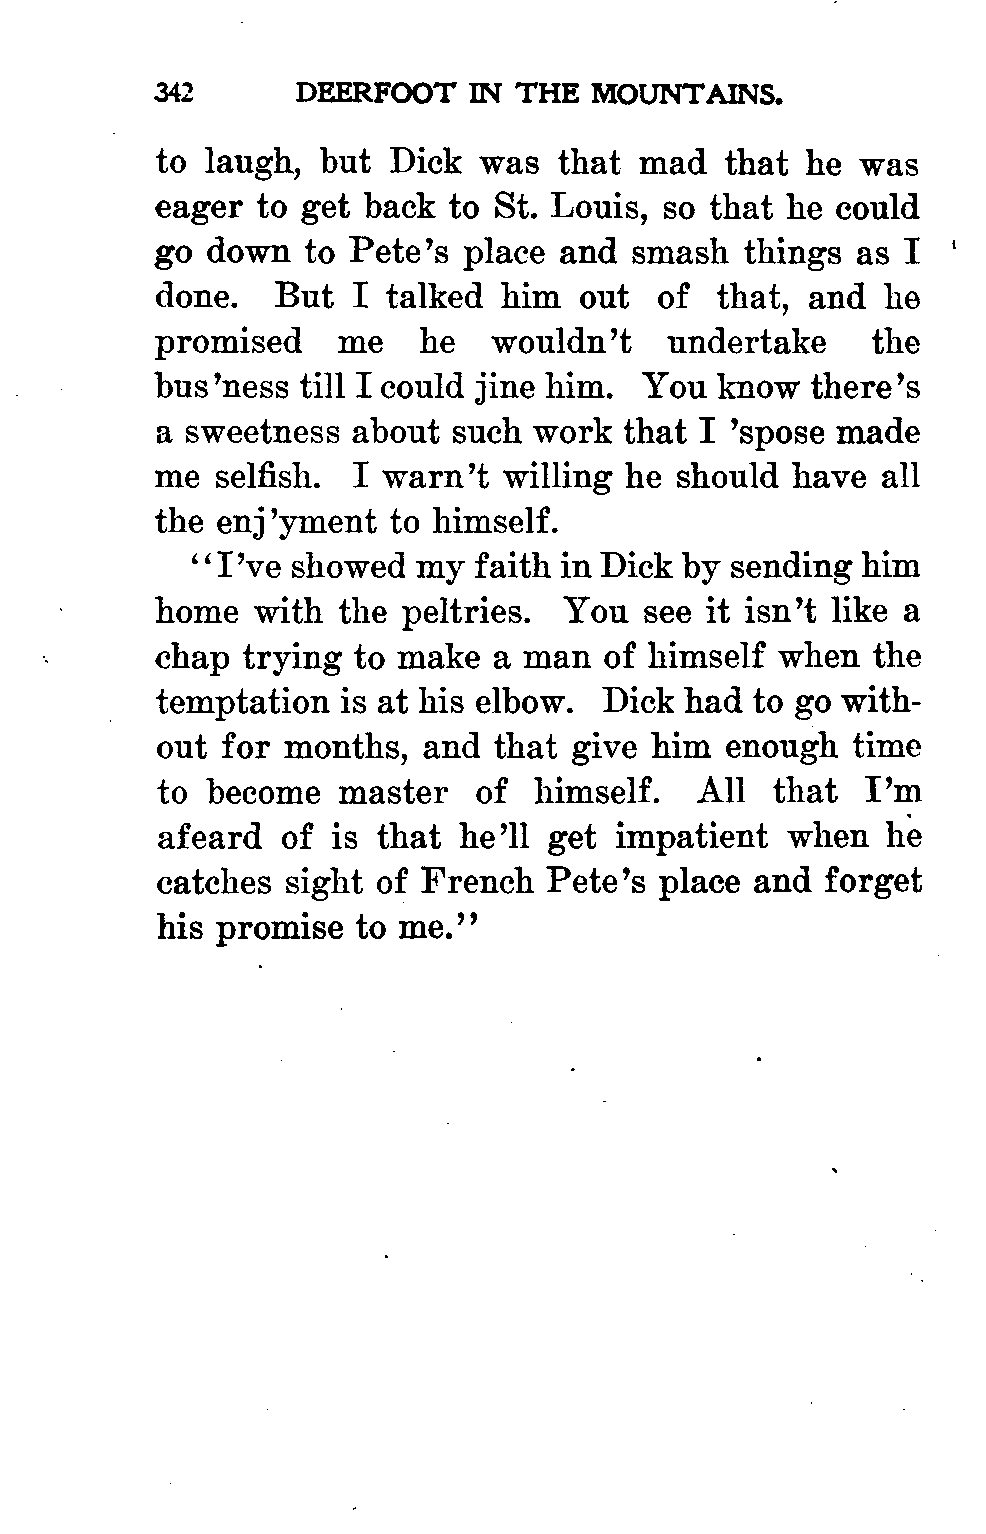 342 DEERFOOT IN THE MOUNTAINS.
to laugh, but Dick was that mad that he was
eager to get back to St. Louis, so that he could
go down to Pete's place and smash things as I
done. But I talked him out of that, and he
promised me he wouldn't undertake the
bus'ness till I could jine him. You know there's
a sweetness about such work that I 'spose made
me selfish. I warn't willing he should have all
the enj'yment to himself.
"I've showed my faith in Dick by sending him
home with the peltries. You see it isn't like a
chap trying to make a man of himself when the
temptation is at his elbow. Dick had to go with-
out for months, and that give him enough time
to become master of himself. All that I'm
afeard of is that he'll get impatient when he
catches sight of French Pete's place and forget
his promise to me."